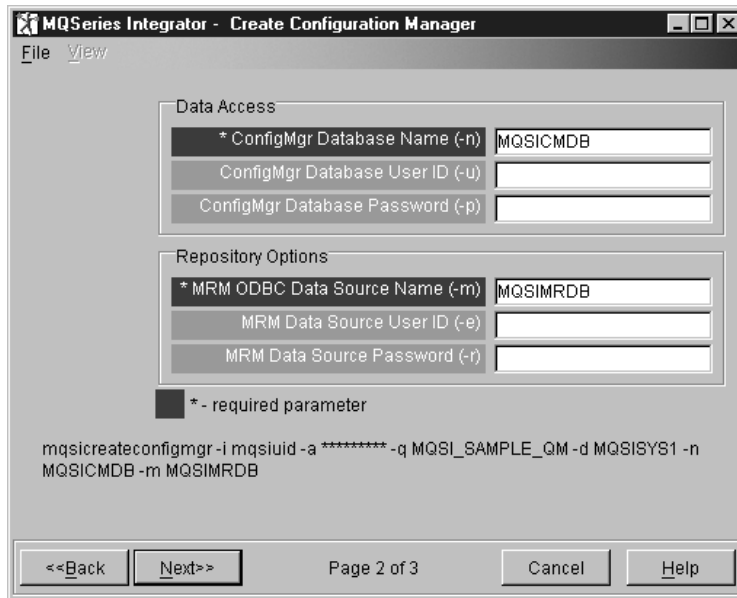 MQSeries Integrator - Create Configuration Manager
File View
Data Access
* ConfigMgr Database Name (-n) MQSICMDB
ConfigMgr Database User ID (-u)
ConfigMgr Database Password (-p)
Repository Options
* MRM ODBC Data Source Name (-m) MQSIMRDB
MRM Data Source User ID (-e)
MRM Data Source Password (-r)
* - required parameter
mqsicreateconfigmgr -i mqsiuid -a ********* -q MQSI_SAMPLE_QM -d MQSISYS1 -n
MQSICMDB -m MQSIMRDB
<<Back Next>> Page 2 of 3 Cancel Help